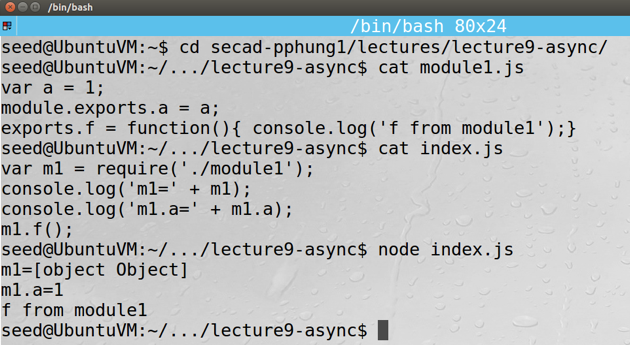 /bin/bash
/bin/bash 80x24
seed@UbuntuVM:~$ cd secad-pphung1/lectures/lecture9-async/
seed@UbuntuVM:~/.../lecture9-async$ cat module1.js
var a = 1;
module.exports.a = a;
exports.f = function(){ console.log('f from module1');}
seed@UbuntuVM:~/.../lecture9-async$ cat index.js
var m1 = require('./module1');
console.log('m1=' + m1);
console.log('m1.a=' + m1.a);
m1.f();
seed@UbuntuVM:~/.../lecture9-async$ node index.js
m1=[object Object]
m1.a=1
f from module1
seed@UbuntuVM:~/.../lecture9-async$